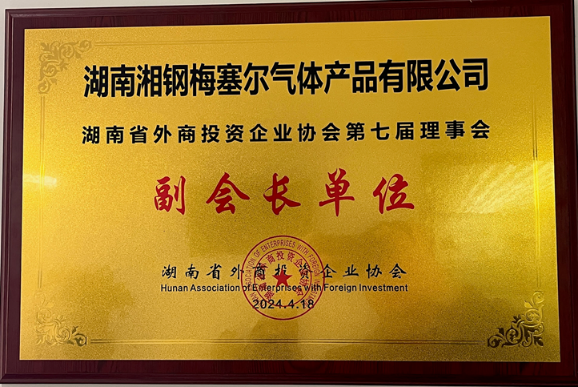 湖南湘钢梅塞尔气体产品有限公司
湖南省外商投资企业协会第七届理事会
副会长单位
湖南省外商投资企业协会
Hunan Association of Enterprises with Foreign Investment
2024.4.18